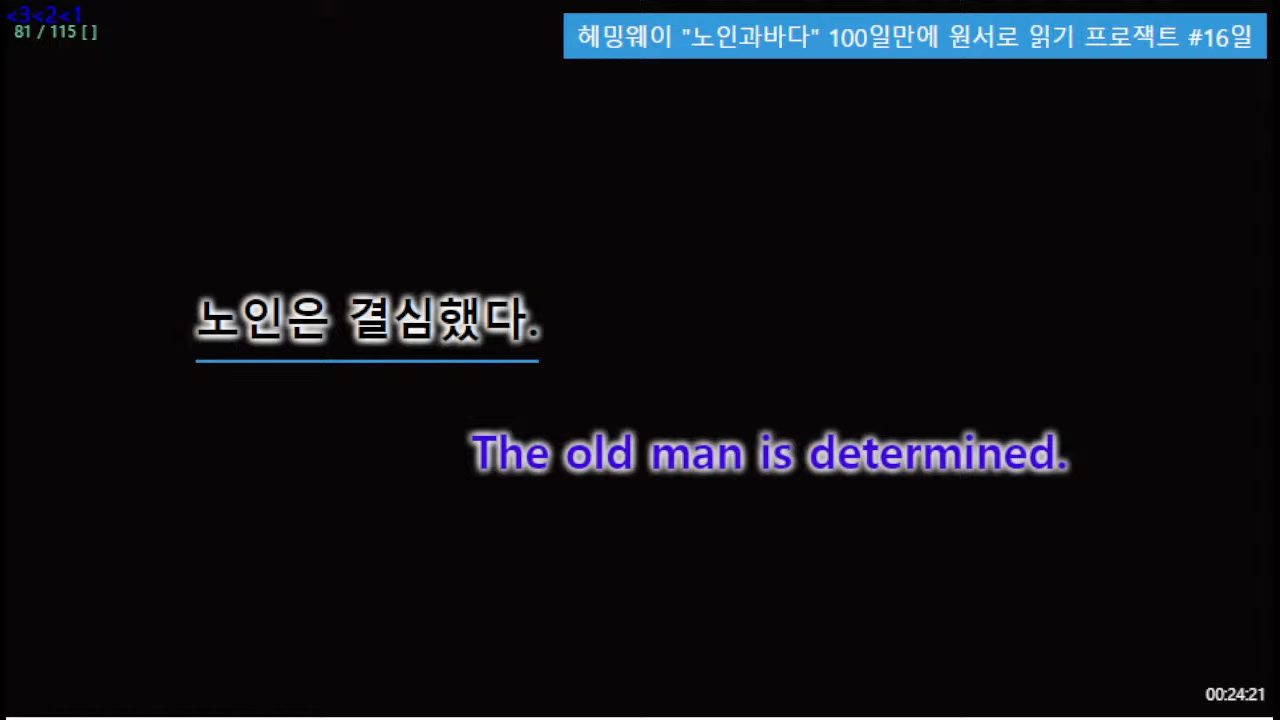 <3<2<1
81 / 115 [ ]
헤밍웨이 "노인과바다" 100일만에 원서로 읽기 프로잭트 #16일
노인은 결심했다.
The old man is determined.
00:24:21